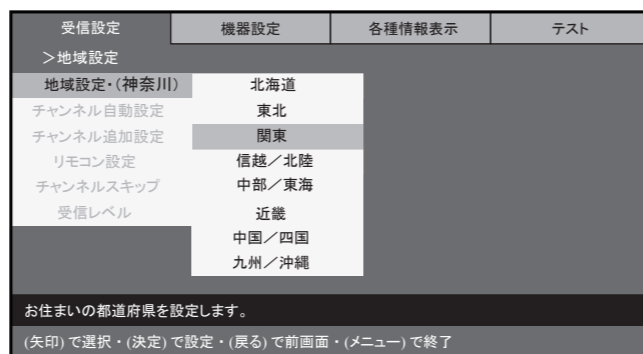 受信設定 機器設定 各種情報表示 テスト
＞地域設定
地域設定・(神奈川) 北海道
チャンネル自動設定 東北
チャンネル追加設定 関東
リモコン設定 信越／北陸
チャンネルスキップ 中部／東海
受信レベル 近畿
中国／四国
九州／沖縄
お住まいの都道府県を設定します。
(矢印) で選択・(決定) で設定・(戻る) で前画面・(メニュー) で終了